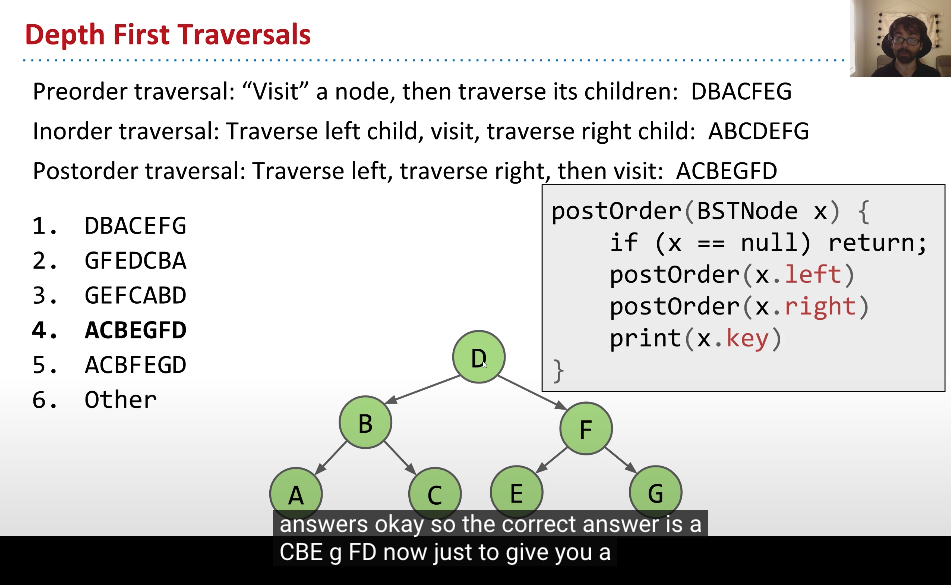 Depth First Traversals
Preorder traversal: “Visit” a node, then traverse its children: DBACFEG
Inorder traversal: Traverse left child, visit, traverse right child: ABCDEFG
Postorder traversal: Traverse left, traverse right, then visit: ACBEGFD
postOrder(BSTNode x) {
if (x == null) return;
postOrder(x.left)
postOrder(x.right)
print(x.key)
}
1. DBACEFG
2. GFEDCBA
3. GEFCABD
4. ACBEGFD
5. ACBFEGD
6. Other
D
B F
A C E G
answers okay so the correct answer is a
CBE g FD now just to give you a